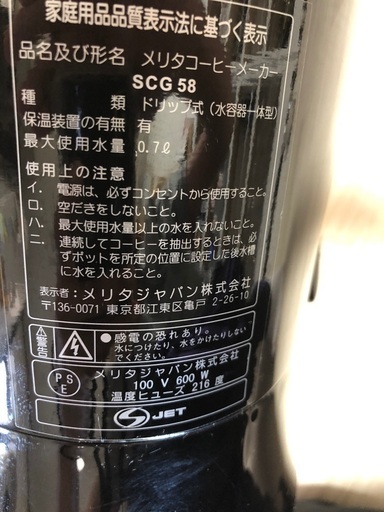 家庭用品品質表示法に基づく表示
品名及び形名 メリタコーヒーメーカー
SCG 58
種類 ドリップ式(水容器一体型)
保温装置の有無 有
最大使用水量 0.7ℓ
使用上の注意
イ. 電源は、必ずコンセントから使用すること。
ロ. 空だきをしないこと。
ハ. 最大使用水量以上の水を入れないこと。
ニ. 連続してコーヒーを抽出するときは、必
ずポットを所定の位置に設定した後水槽
に水を入れること。
表示者: メリタジャパン株式会社
〒136-0071 東京都江東区亀戸 2-26-10
感電の恐れあり。
水につけたり、水をかけたりしない
でください。
メリタジャパン株式会社
100 V 600 W
温度ヒューズ 216 度
PS
E
JET